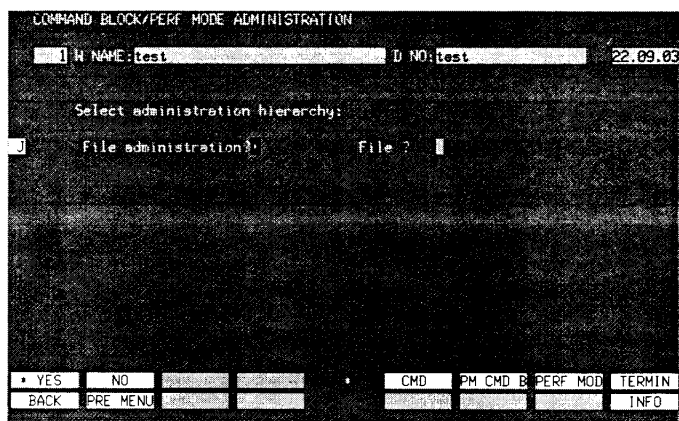 COMMAND BLOCK/PERF MODE ADMINISTRATION
1 W NAME:test D NO:test 22.09.03
Select administration hierarchy:
J File administration? File ?
* YES NO * CMD PM CMD B PERF MOD TERMIN
BACK PRE MENU INFO